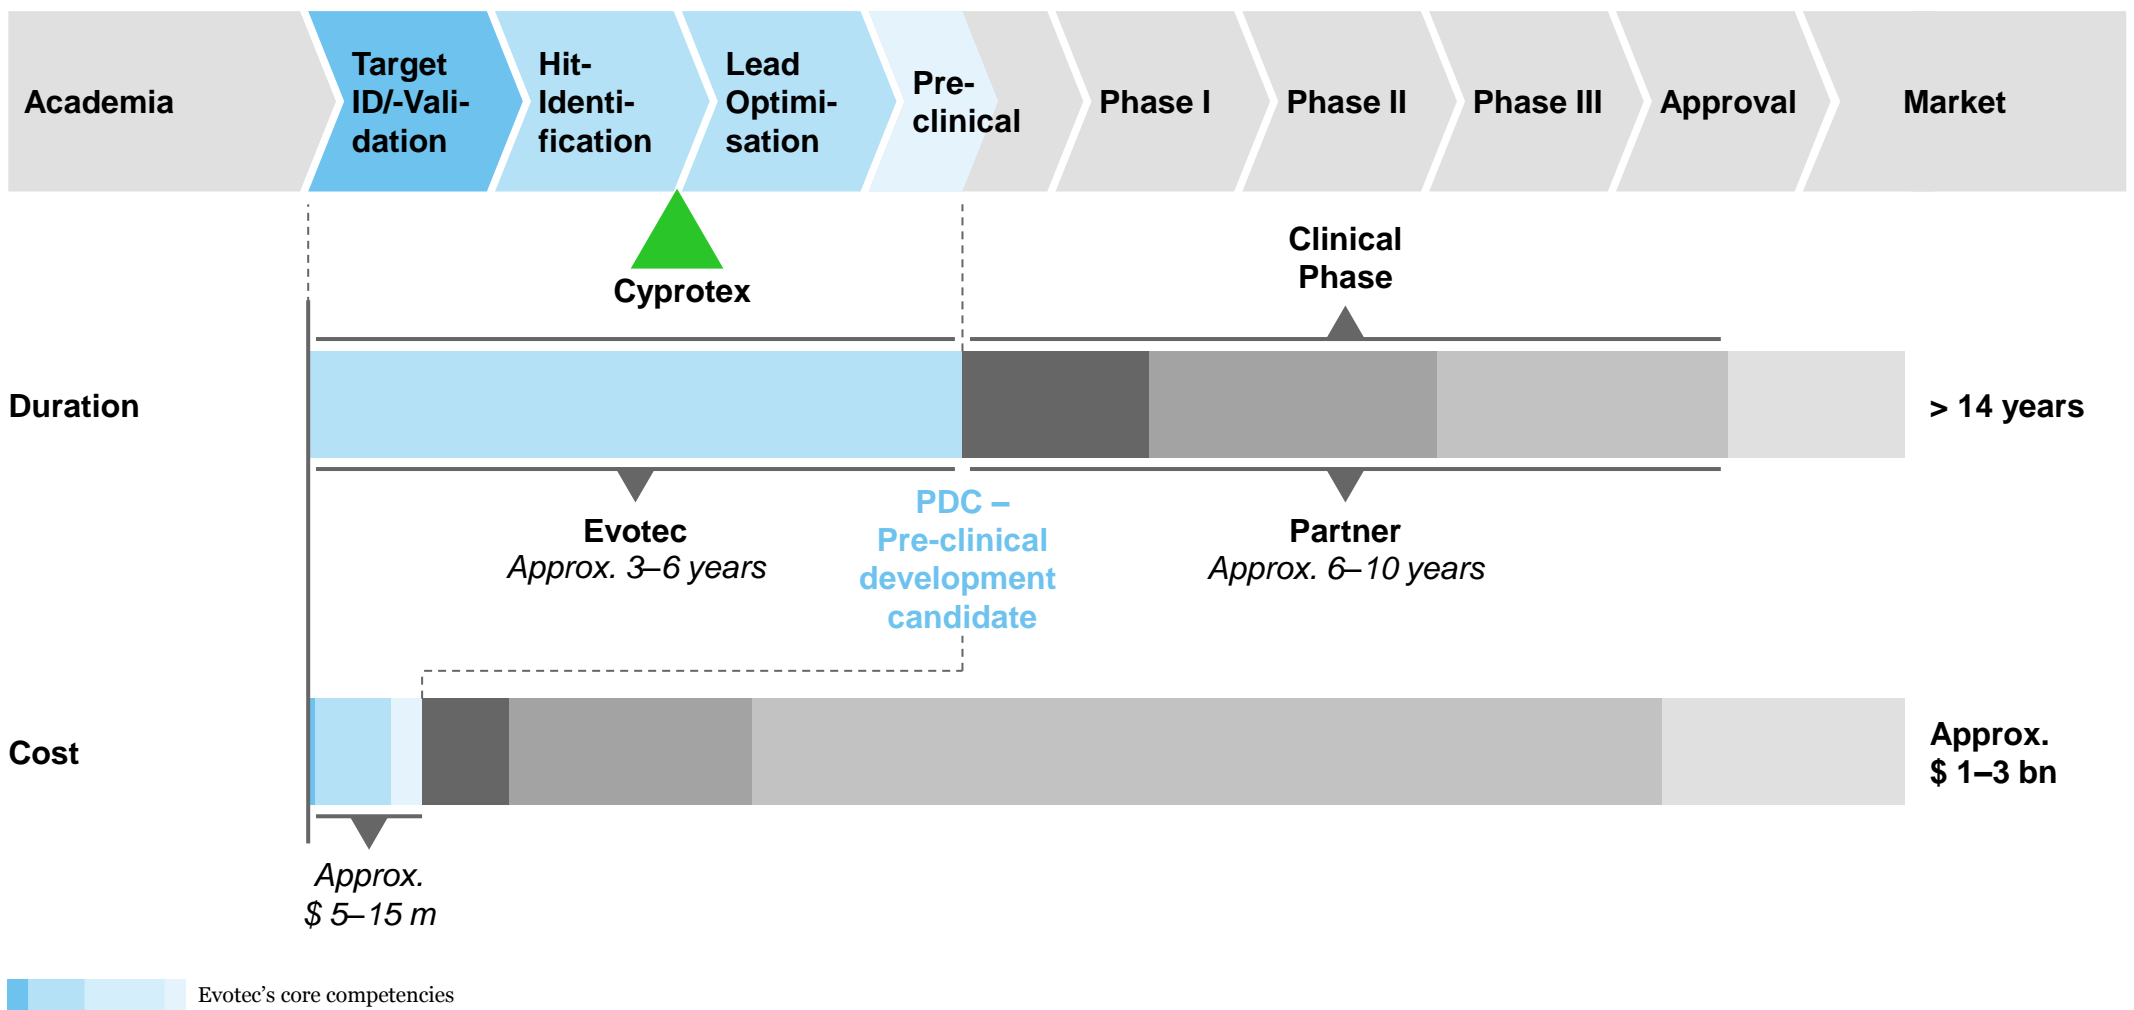 Academia
Target
ID/-Vali-
dation
Hit-
Identi-
fication
Lead
Optimi-
sation
Pre-
clinical
Phase I
Phase II
Phase III
Approval
Market
Cyprotex
Clinical
Phase
Duration
> 14 years
Evotec
Approx. 3–6 years
PDC –
Pre-clinical
development
candidate
Partner
Approx. 6–10 years
Cost
Approx.
$ 1–3 bn
Approx.
$ 5–15 m
Evotec’s core competencies